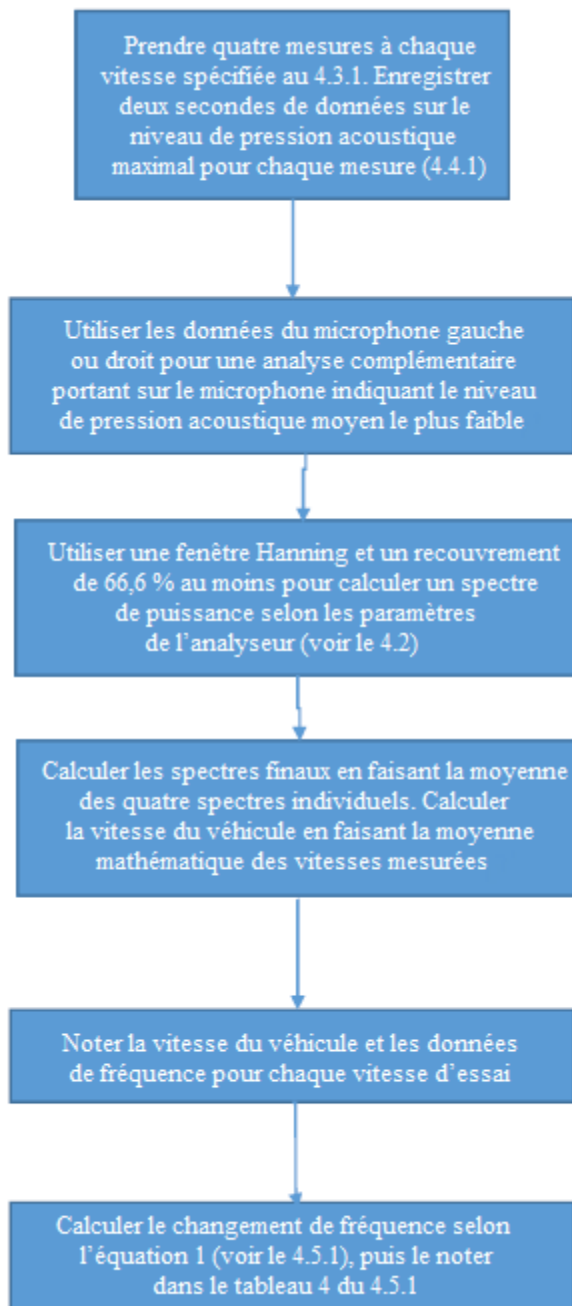 Prendre quatre mesures à chaque
vitesse spécifiée au 4.3.1. Enregistrer
deux secondes de données sur le
niveau de pression acoustique
maximal pour chaque mesure (4.4.1)
Utiliser les données du microphone gauche
ou droit pour une analyse complémentaire
portant sur le microphone indiquant le niveau
de pression acoustique moyen le plus faible
Utiliser une fenêtre Hanning et un recouvrement
de 66,6 % au moins pour calculer un spectre
de puissance selon les paramètres
de l’analyseur (voir le 4.2)
Calculer les spectres finaux en faisant la moyenne
des quatre spectres individuels. Calculer
la vitesse du véhicule en faisant la moyenne
mathématique des vitesses mesurées
Noter la vitesse du véhicule et les données
de fréquence pour chaque vitesse d’essai
Calculer le changement de fréquence selon
l’équation 1 (voir le 4.5.1), puis le noter
dans le tableau 4 du 4.5.1